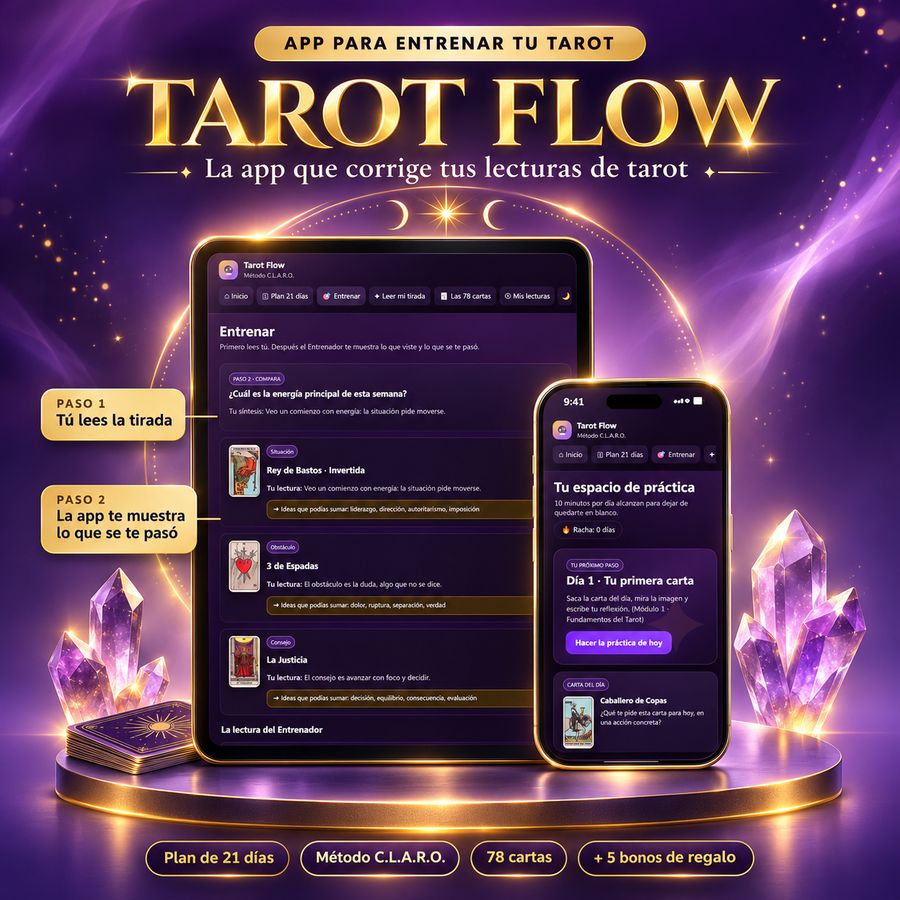 APP PARA ENTRENAR TU TAROT
TAROT FLOW
La app que corrige tus lecturas de tarot
Tarot Flow
Método C.L.A.R.O.
Inicio
Plan 21 días
Entrenar
Leer mi tirada
Las 78 cartas
Mis lecturas
Entrenar
Primero lees tú. Después el Entrenador te muestra lo que viste y lo que se te pasó.
PASO 2 · COMPARA
¿Cuál es la energía principal de esta semana?
Tu síntesis: Veo un comienzo con energía: la situación pide moverse.
Situación
Rey de Bastos · Invertida
Tu lectura: Veo un comienzo con energía: la situación pide moverse.
→ Ideas que podías sumar: liderazgo, dirección, autoritarismo, imposición
Obstáculo
3 de Espadas
Tu lectura: El obstáculo es la duda, algo que no se dice.
→ Ideas que podías sumar: dolor, ruptura, separación, verdad
Consejo
La Justicia
Tu lectura: El consejo es avanzar con foco y decidir.
→ Ideas que podías sumar: decisión, equilibrio, consecuencia, evaluación
La lectura del Entrenador
PASO 1
Tú lees la tirada
PASO 2
La app te muestra
lo que se te pasó
9:41
Tarot Flow
Método C.L.A.R.O.
Inicio
Plan 21 días
Entrenar
Tu espacio de práctica
10 minutos por día alcanzan para dejar de
quedarte en blanco.
Racha: 0 días
TU PRÓXIMO PASO
Día 1 · Tu primera carta
Saca la carta del día, mira la imagen y
escribe tu reflexión. (Módulo 1 ·
Fundamentos del Tarot)
Hacer la práctica de hoy
CARTA DEL DÍA
Caballero de Copas
¿Qué te pide esta carta para hoy, en
una acción concreta?
Plan de 21 días
Método C.L.A.R.O.
78 cartas
+ 5 bonos de regalo